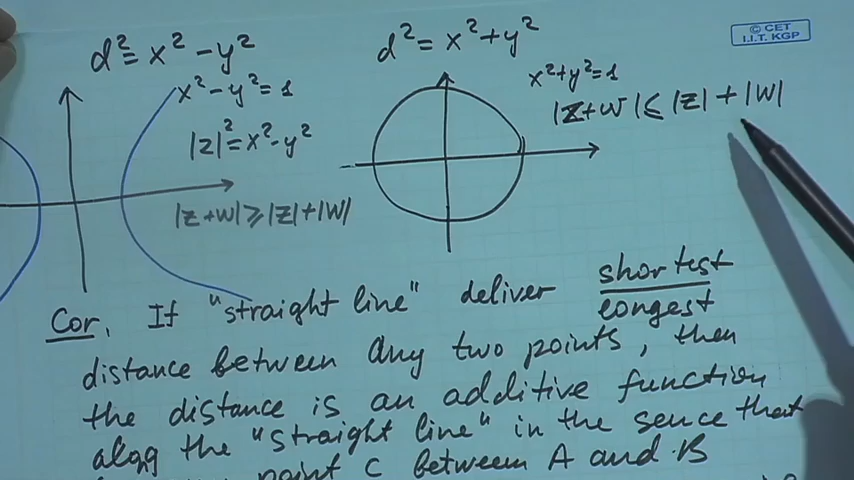 d² = x² - y²
x² - y² = 1
|z|² = x² - y²
|z+w| ⩾ |z| + |w|
d² = x² + y²
x² + y² = 1
|z+w| ⩽ |z| + |w|
© CET
I.I.T. KGP
Cor. If "straight line" deliver shortest
longest
distance between any two points, then
the distance is an additive function
along the "straight line" in the sence that
point C between A and B